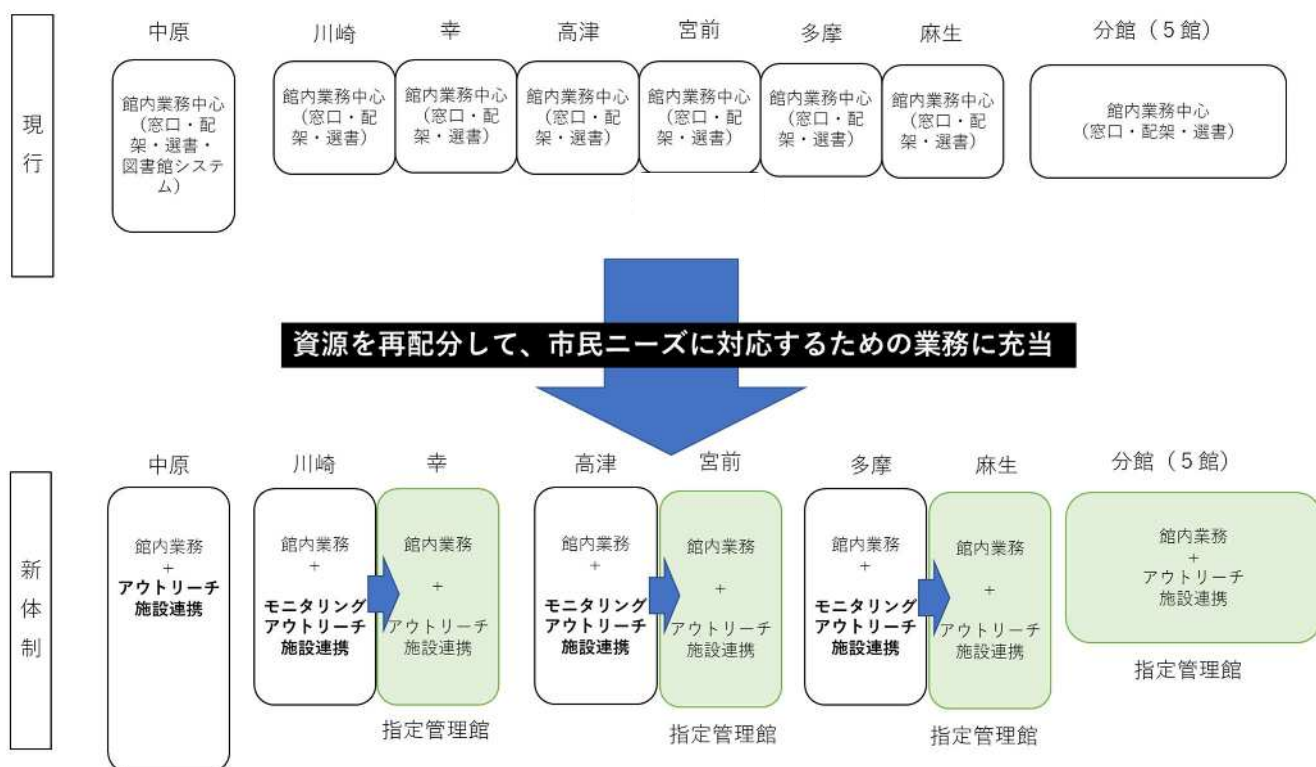 現行
中原
川崎
幸
高津
宮前
多摩
麻生
分館(5館)
館内業務中心
(窓口・配
架・選書・
図書館システ
ム)
館内業務中心
(窓口・配
架・選書)
館内業務中心
(窓口・配
架・選書)
館内業務中心
(窓口・配
架・選書)
館内業務中心
(窓口・配
架・選書)
館内業務中心
(窓口・配
架・選書)
館内業務中心
(窓口・配
架・選書)
館内業務中心
(窓口・配架・選書)
資源を再配分して、市民ニーズに対応するための業務に充当
新体制
中原
川崎
幸
高津
宮前
多摩
麻生
分館(5館)
館内業務
+
アウトリーチ
施設連携
館内業務
+
モニタリング
アウトリーチ
施設連携
館内業務
+
アウトリーチ
施設連携
館内業務
+
モニタリング
アウトリーチ
施設連携
館内業務
+
アウトリーチ
施設連携
館内業務
+
モニタリング
アウトリーチ
施設連携
館内業務
+
アウトリーチ
施設連携
館内業務
+
アウトリーチ
施設連携
指定管理館
指定管理館
指定管理館
指定管理館